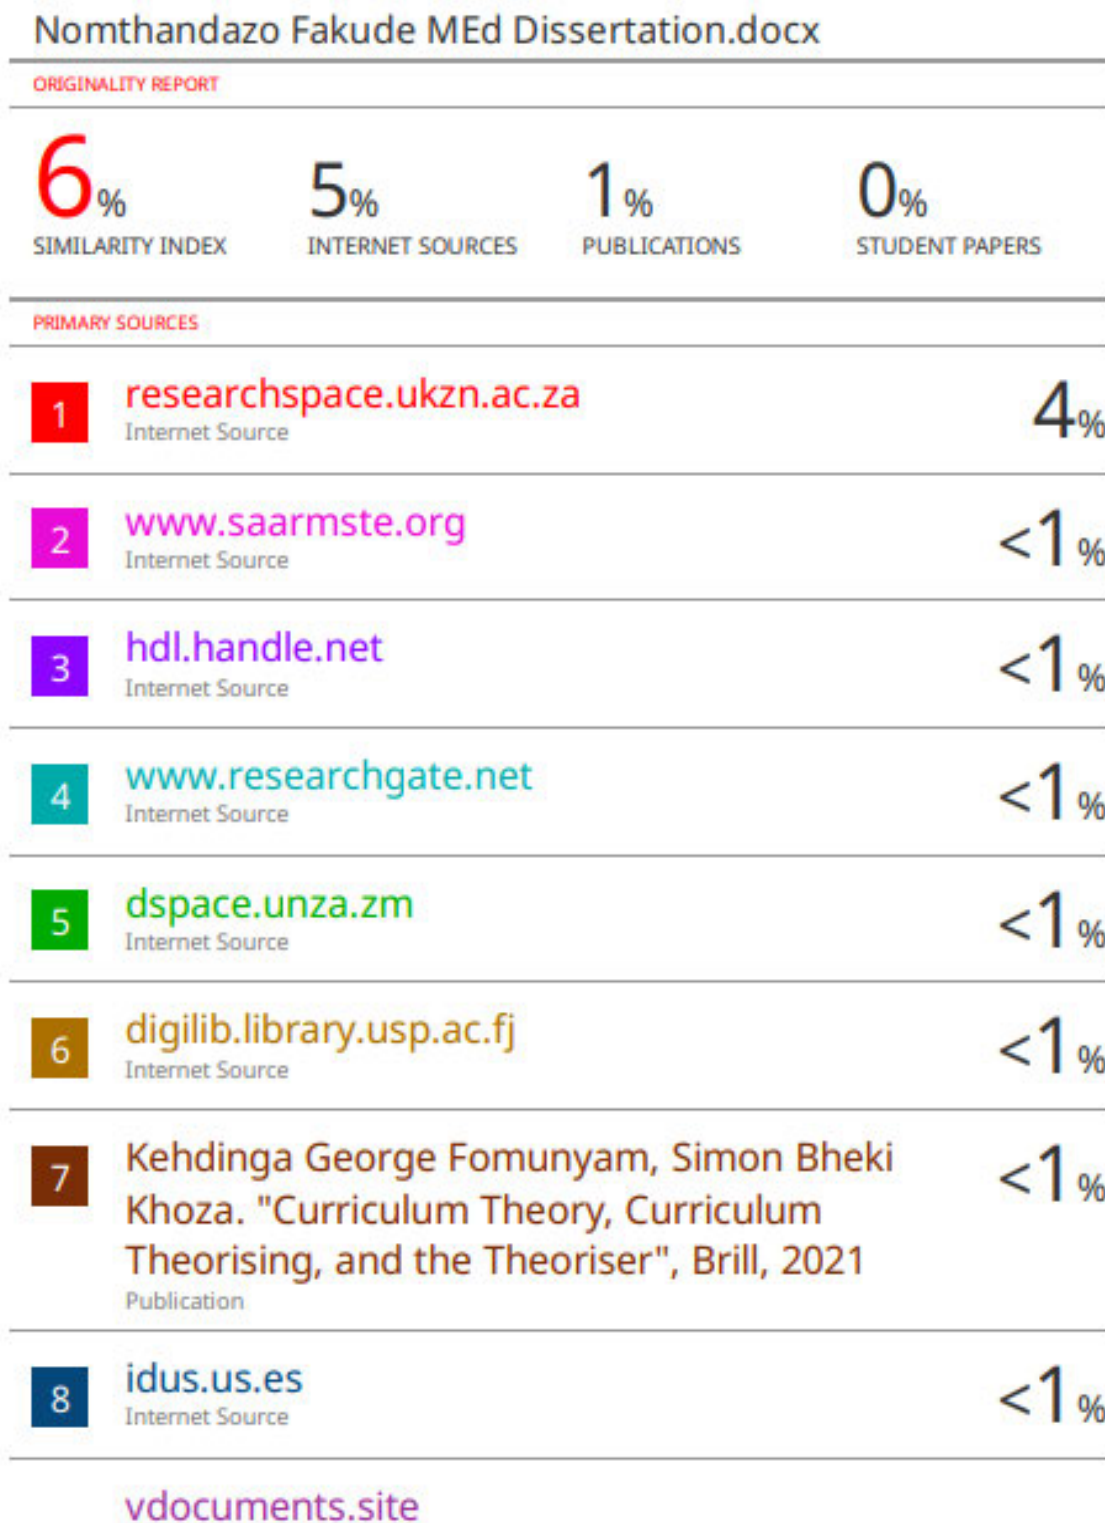 Nomthandazo Fakude MEd Dissertation.docx
ORIGINALITY REPORT
6% 5% 1% 0%
SIMILARITY INDEX INTERNET SOURCES PUBLICATIONS STUDENT PAPERS
PRIMARY SOURCES
1 researchspace.ukzn.ac.za 4%
Internet Source
2 www.saarmste.org <1%
Internet Source
3 hdl.handle.net <1%
Internet Source
4 www.researchgate.net <1%
Internet Source
5 dspace.unza.zm <1%
Internet Source
6 digilib.library.usp.ac.fj <1%
Internet Source
7 Kehdinga George Fomunyam, Simon Bheki <1%
Khoza. "Curriculum Theory, Curriculum
Theorising, and the Theoriser", Brill, 2021
Publication
8 idus.us.es <1%
Internet Source
vdocuments.site